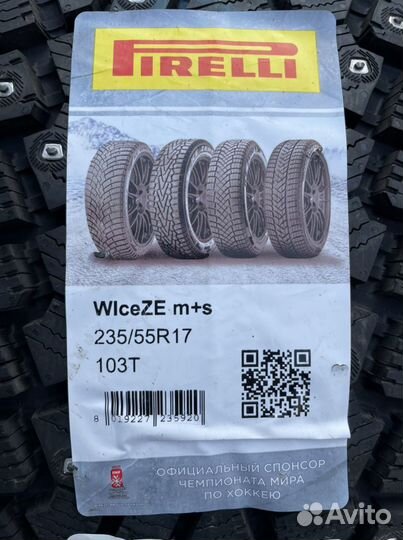 PIRELLI
WIceZE m+s
235/55R17
103T
8 019227 235920
ОФИЦИАЛЬНЫЙ СПОНСОР
ЧЕМПИОНАТА МИРА
ПО ХОККЕЮ
Avito